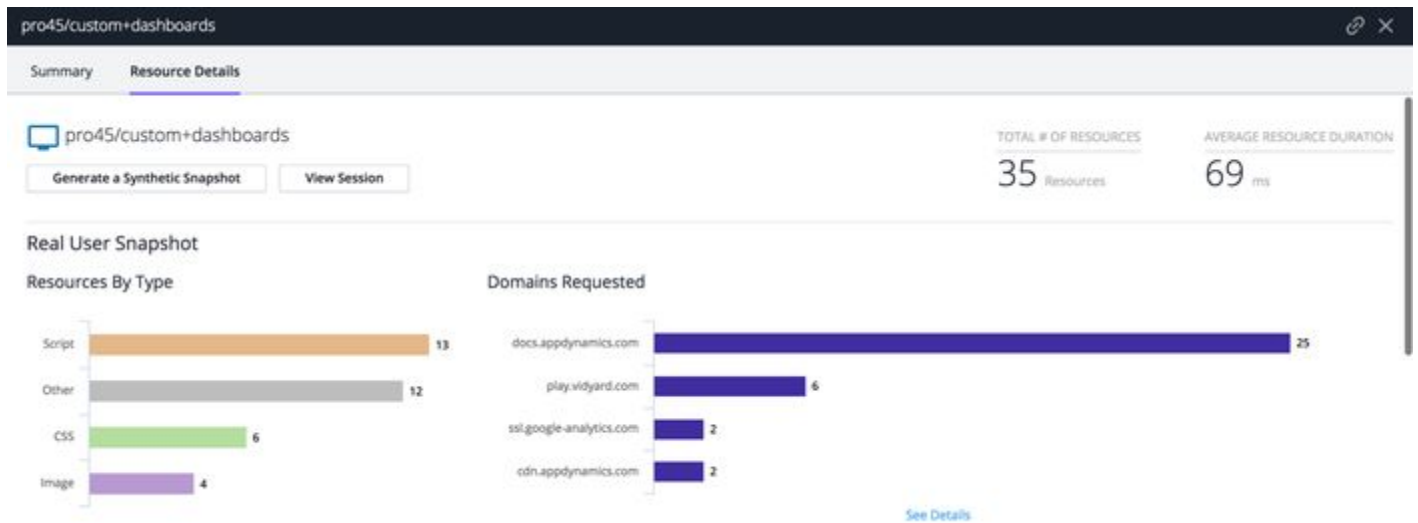 pro45/custom+dashboards
Summary Resource Details
pro45/custom+dashboards
Generate a Synthetic Snapshot View Session
TOTAL # OF RESOURCES AVERAGE RESOURCE DURATION
35 Resources 69 ms
Real User Snapshot
Resources By Type
Script 13
Other 12
CSS 6
Image 4
Domains Requested
docs.appdynamics.com 25
play.vidyard.com 6
ssl.google-analytics.com 2
cdn.appdynamics.com 2
See Details